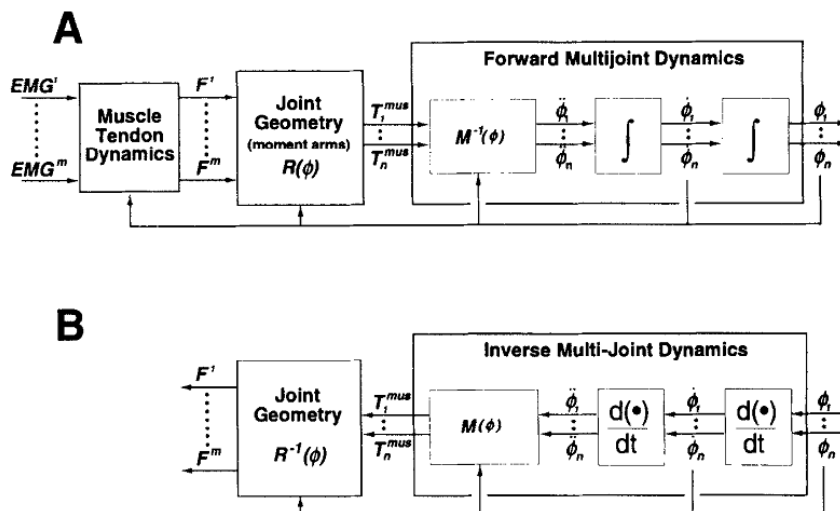 A
Forward Multijoint Dynamics
EMG¹
EMGᵐ
Muscle
Tendon
Dynamics
F¹
Fᵐ
Joint
Geometry
(moment arms)
R(ϕ)
T₁ᵐᵘˢ
Tₙᵐᵘˢ
M⁻¹(ϕ)
ϕ̈₁
ϕ̈ₙ
∫
ϕ̇₁
ϕ̇ₙ
∫
ϕ₁
ϕₙ
B
Inverse Multi-Joint Dynamics
F¹
Fᵐ
Joint
Geometry
R⁻¹(ϕ)
T₁ᵐᵘˢ
Tₙᵐᵘˢ
M(ϕ)
ϕ̈₁
ϕ̈ₙ
d(•)
dt
ϕ̇₁
ϕ̇ₙ
d(•)
dt
ϕ₁
ϕₙ